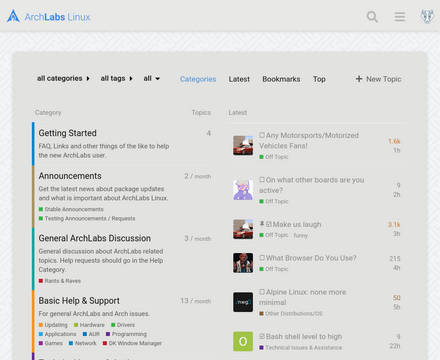 ArchLabs Linux
all categories
all tags
all
Categories
Latest
Bookmarks
Top
+ New Topic
Category
Topics
Latest
Getting Started
4
FAQ, Links and other things of the like to help
the new ArchLabs user.
Announcements
2 / month
Get the latest news about package updates
and what is important about ArchLabs Linux.
Stable Announcements
Testing Announcements / Requests
General ArchLabs Discussion
3 / month
General discussion about ArchLabs related
topics. Help requests should go in the Help
Category.
Rants & Raves
Basic Help & Support
13 / month
For general ArchLabs and Arch issues.
Updating Hardware Drivers
Applications AUR Programming
Games Network DK Window Manager
Any Motorsports/Motorized
Vehicles Fans!
Off Topic
1.6k
1h
On what other boards are you
active?
Off Topic
9
2h
Make us laugh
Off Topic funny
3.1k
3h
What Browser Do You Use?
Off Topic
215
4h
Alpine Linux: none more
minimal
Other Distributions/OS
50
5h
Bash shell level to high
Technical Issues & Assistance
9
22h